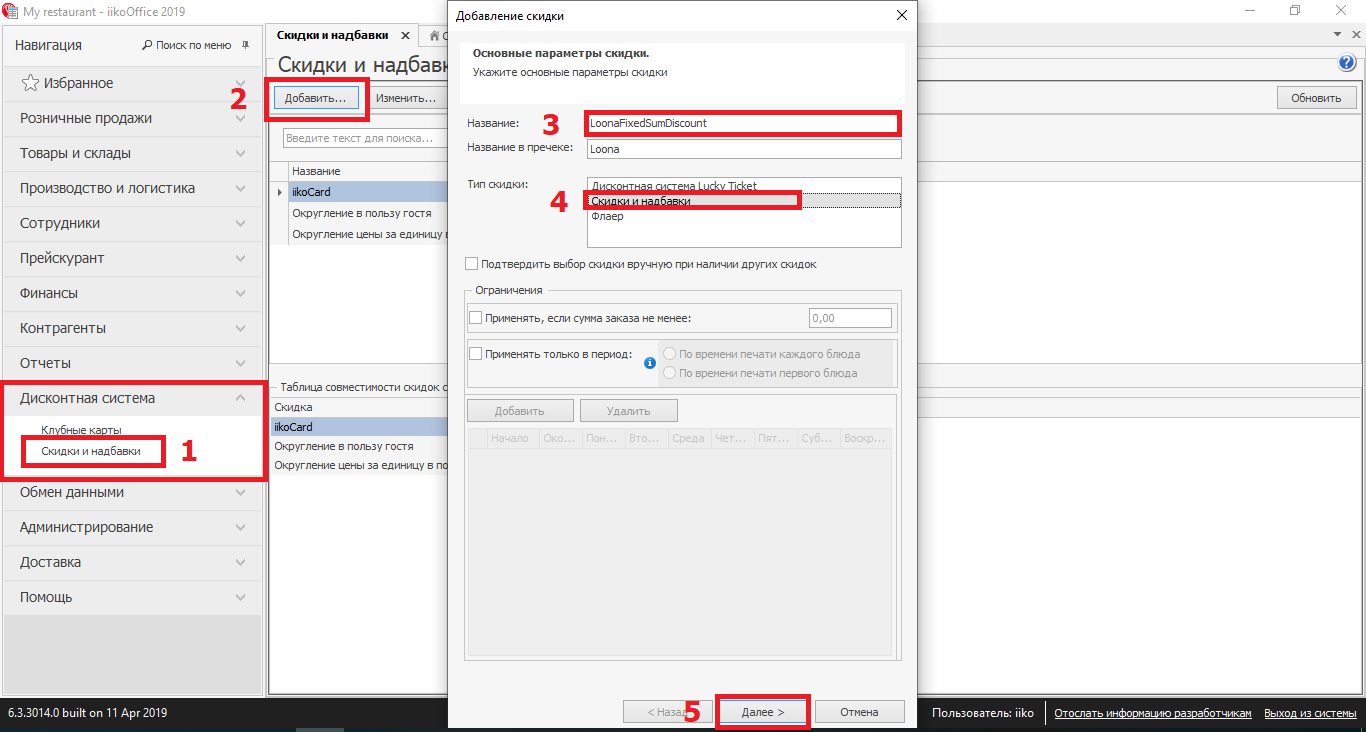 My restaurant - iikoOffice 2019
Навигация
Поиск по меню
Избранное
Розничные продажи
Товары и склады
Производство и логистика
Сотрудники
Прейскурант
Финансы
Контрагенты
Отчеты
Дисконтная система
Клубные карты
Скидки и надбавки
1
Обмен данными
Администрирование
Доставка
Помощь
Скидки и надбавки
Скидки и надбавк
2
Добавить...
Изменить...
Обновить
Введите текст для поиска...
Название
iikoCard
Округление в пользу гостя
Округление цены за единицу в
Таблица совместимости скидок с
Скидка
iikoCard
Округление в пользу гостя
Округление цены за единицу в по
Добавление скидки
Основные параметры скидки.
Укажите основные параметры скидки
Название:
3
LoonaFixedSumDiscount
Название в пречеке:
Loona
Тип скидки:
Дисконтная система Lucky Ticket
4
Скидки и надбавки
Флаер
Подтвердить выбор скидки вручную при наличии других скидок
Ограничения
Применять, если сумма заказа не менее:
0,00
Применять только в период:
По времени печати каждого блюда
По времени печати первого блюда
Добавить
Удалить
Начало Око... Пон... Вто... Среда Чет... Пят... Суб... Воскр...
< Назад
5
Далее >
Отмена
6.3.3014.0 built on 11 Apr 2019
Пользователь: iiko
Отослать информацию разработчикам
Выход из системы